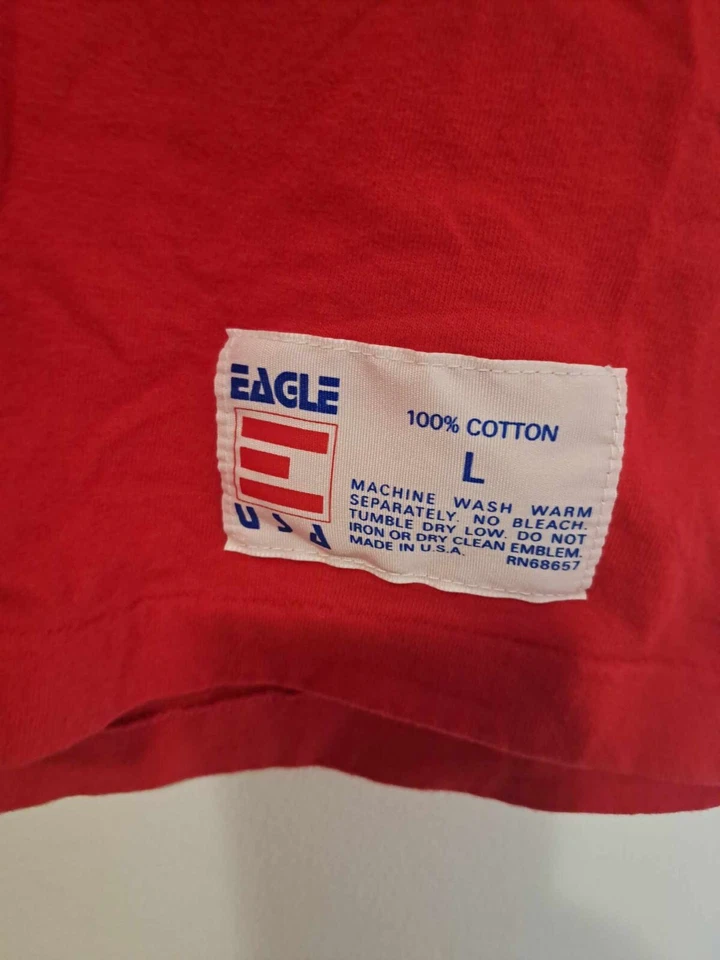 EAGLE
E
USA
100% COTTON
L
MACHINE WASH WARM
SEPARATELY. NO BLEACH.
TUMBLE DRY LOW. DO NOT
IRON OR DRY CLEAN EMBLEM.
MADE IN U.S.A. RN68657